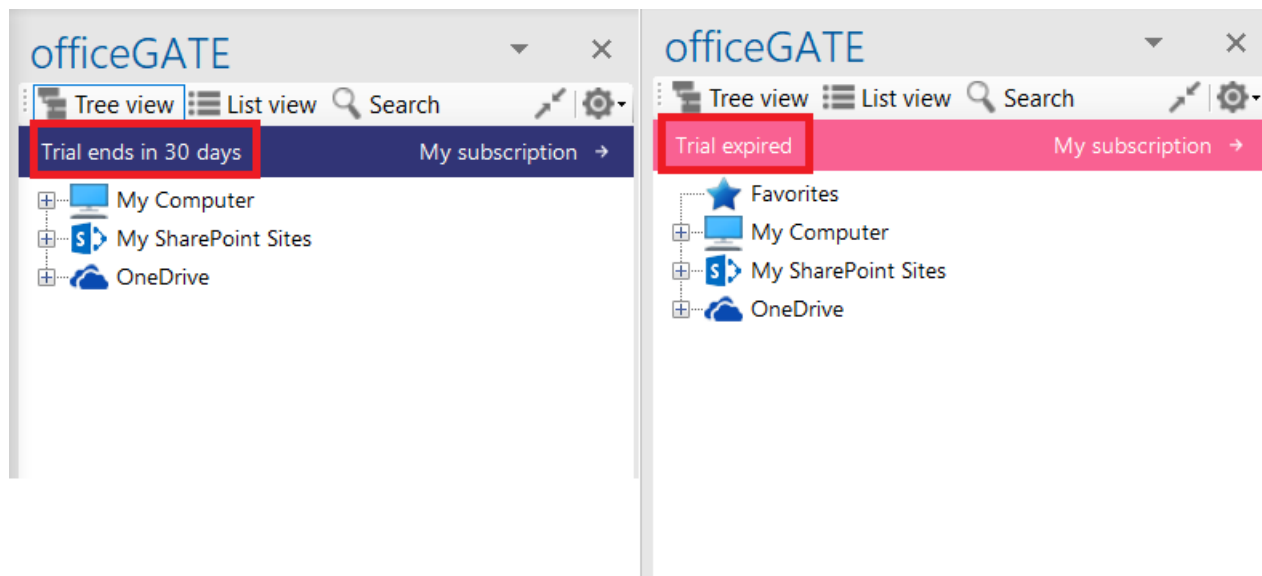 officeGATE
Tree view List view Search
Trial ends in 30 days My subscription →
My Computer
My SharePoint Sites
OneDrive
officeGATE
Tree view List view Search
Trial expired My subscription →
Favorites
My Computer
My SharePoint Sites
OneDrive